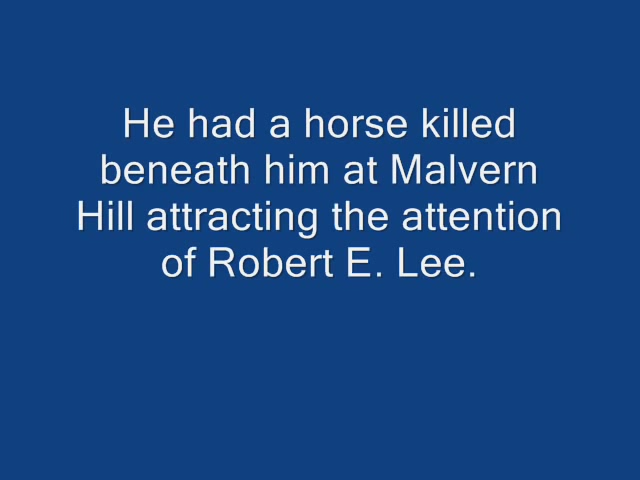 He had a horse killed
beneath him at Malvern
Hill attracting the attention
of Robert E. Lee.